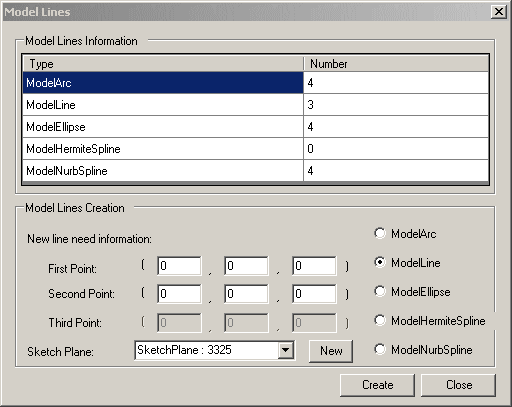 Model Lines
Model Lines Information
Type Number
ModelArc 4
ModelLine 3
ModelEllipse 4
ModelHermiteSpline 0
ModelNurbSpline 4
Model Lines Creation
New line need information:
First Point: ( 0 , 0 , 0 )
Second Point: ( 0 , 0 , 0 )
Third Point: ( 0 , 0 , 0 )
Sketch Plane: SketchPlane : 3325 New
ModelArc
ModelLine
ModelEllipse
ModelHermiteSpline
ModelNurbSpline
Create Close